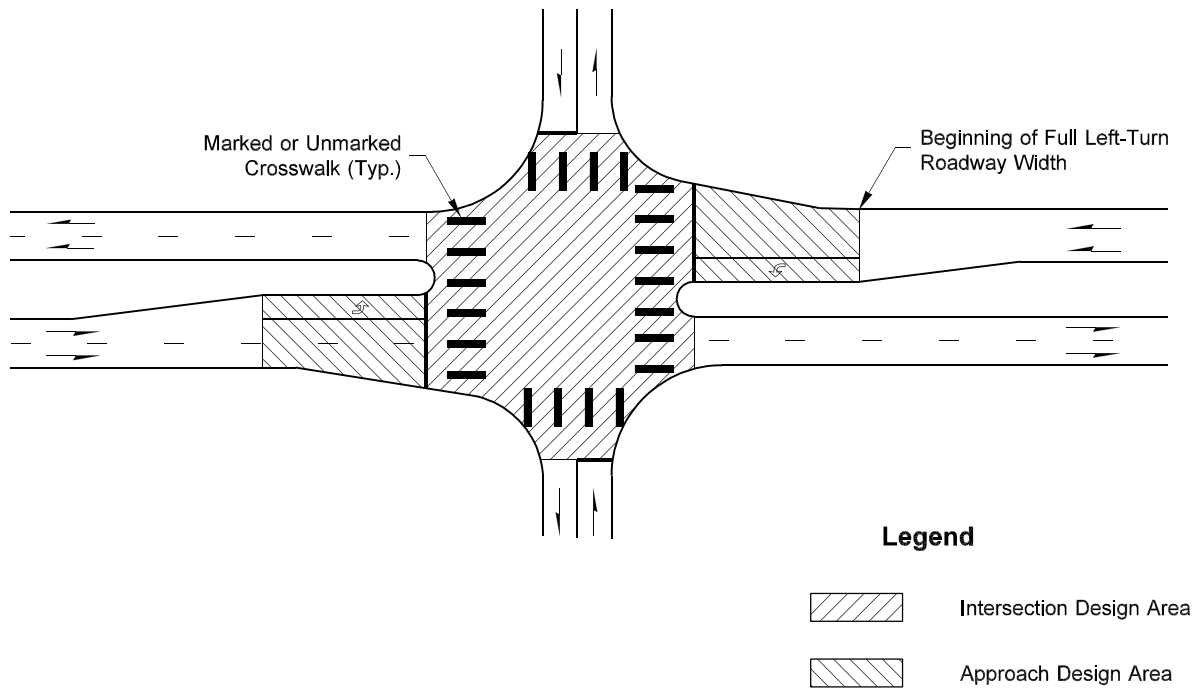 Marked or Unmarked
Crosswalk (Typ.)
Beginning of Full Left-Turn
Roadway Width
Legend
Intersection Design Area
Approach Design Area